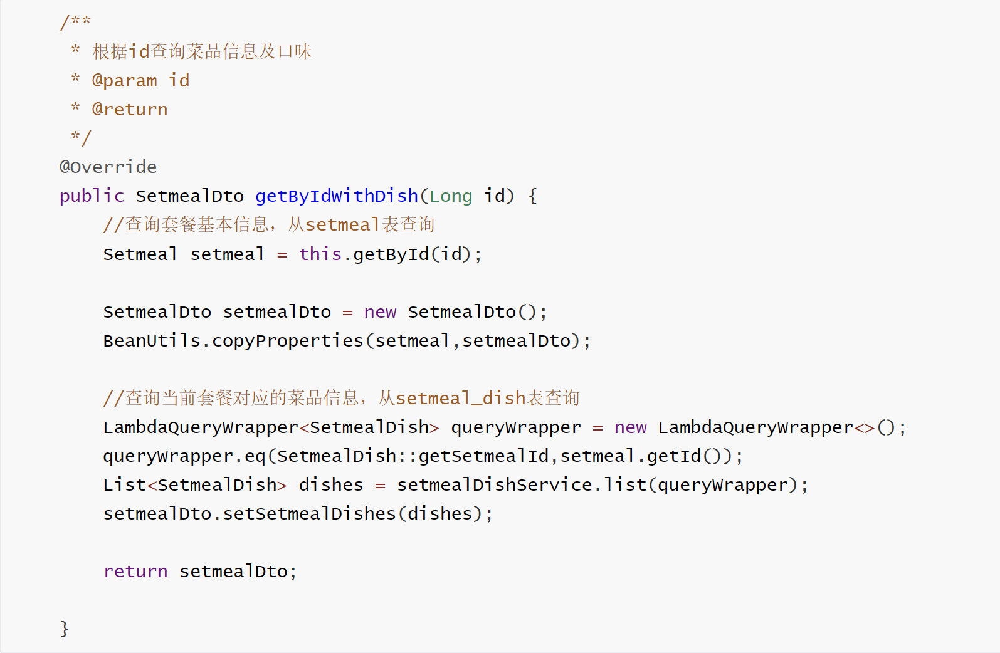 /**
 * 根据id查询菜品信息及口味
 * @param id
 * @return
 */
@Override
public SetmealDto getByIdWithDish(Long id) {
    //查询套餐基本信息，从setmeal表查询
    Setmeal setmeal = this.getById(id);
    SetmealDto setmealDto = new SetmealDto();
    BeanUtils.copyProperties(setmeal,setmealDto);
    //查询当前套餐对应的菜品信息，从setmeal_dish表查询
    LambdaQueryWrapper<SetmealDish> queryWrapper = new LambdaQueryWrapper<>();
    queryWrapper.eq(SetmealDish::getSetmealId,setmeal.getId());
    List<SetmealDish> dishes = setmealDishService.list(queryWrapper);
    setmealDto.setSetmealDishes(dishes);
    return setmealDto;
}